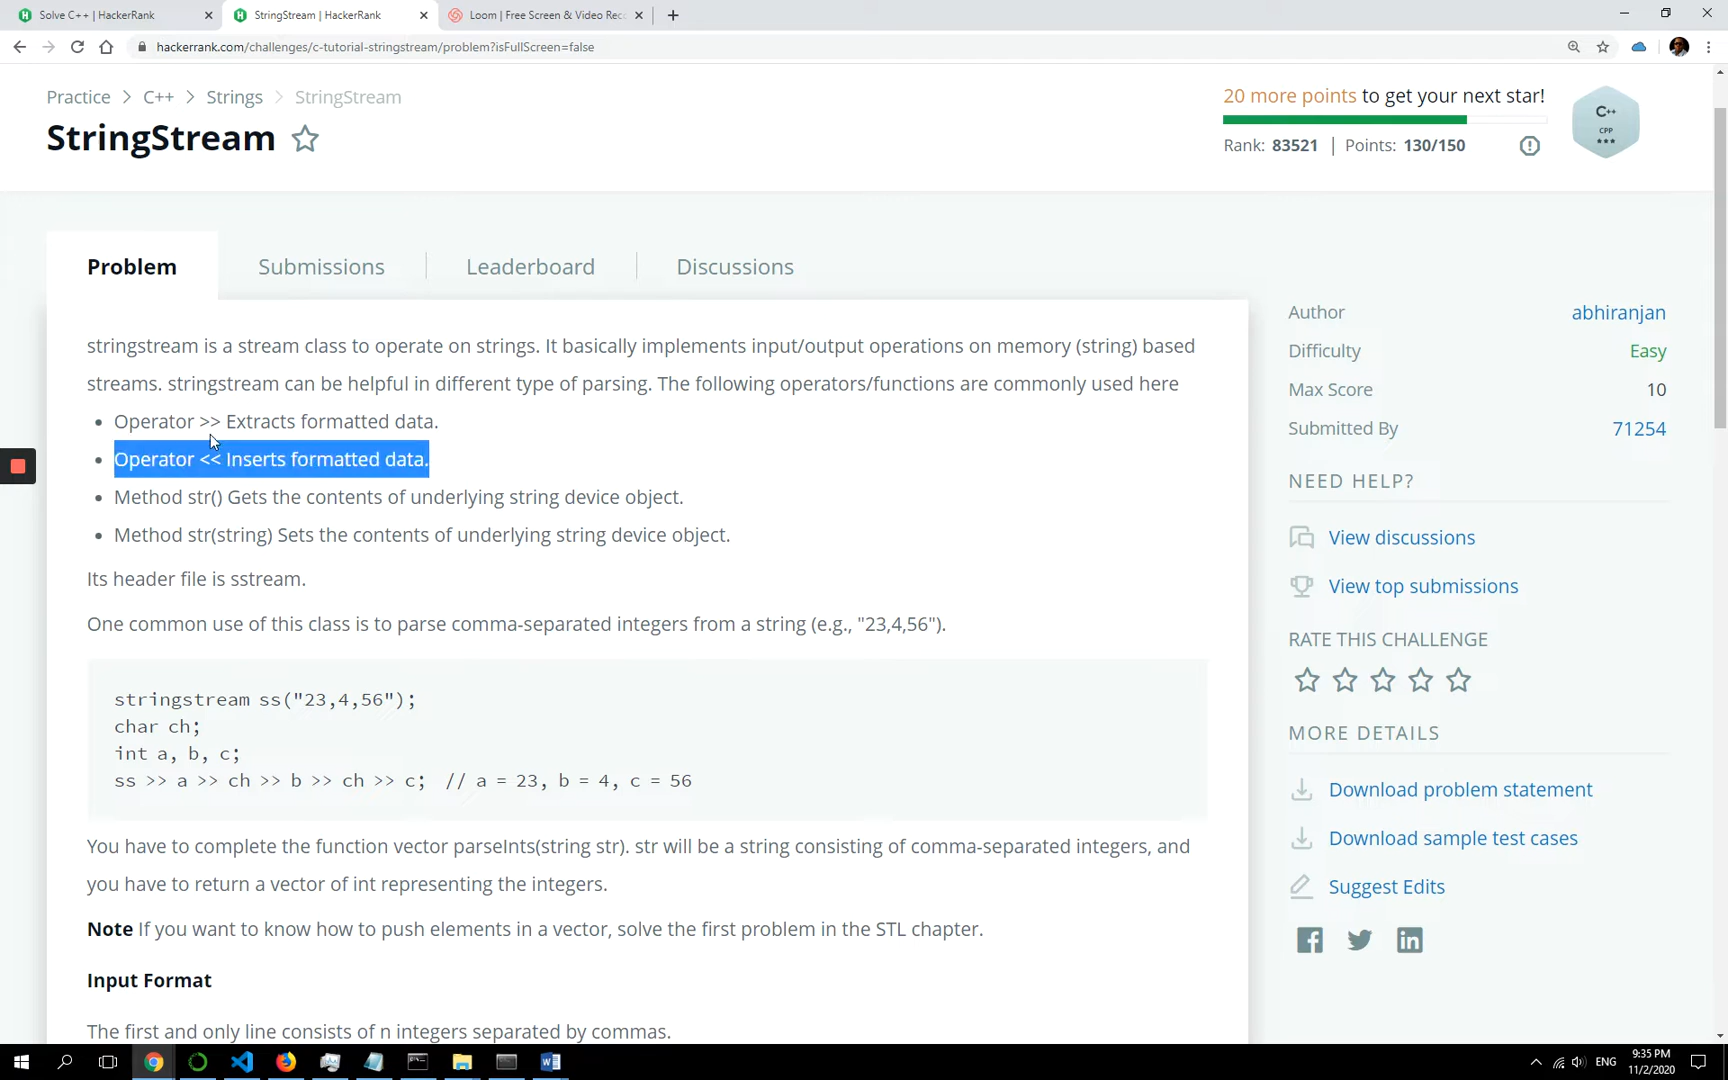 Solve C++ | HackerRank
StringStream | HackerRank
Loom | Free Screen & Video Rec
hackerrank.com/challenges/c-tutorial-stringstream/problem?isFullScreen=false
Practice > C++ > Strings > StringStream
StringStream
20 more points to get your next star!
Rank: 83521 | Points: 130/150
C++
CPP
Problem
Submissions
Leaderboard
Discussions
stringstream is a stream class to operate on strings. It basically implements input/output operations on memory (string) based
streams. stringstream can be helpful in different type of parsing. The following operators/functions are commonly used here
• Operator >> Extracts formatted data.
• Operator << Inserts formatted data.
• Method str() Gets the contents of underlying string device object.
• Method str(string) Sets the contents of underlying string device object.
Its header file is sstream.
One common use of this class is to parse comma-separated integers from a string (e.g., "23,4,56").
stringstream ss("23,4,56");
char ch;
int a, b, c;
ss >> a >> ch >> b >> ch >> c;  // a = 23, b = 4, c = 56
You have to complete the function vector parseInts(string str). str will be a string consisting of comma-separated integers, and
you have to return a vector of int representing the integers.
Note If you want to know how to push elements in a vector, solve the first problem in the STL chapter.
Input Format
The first and only line consists of n integers separated by commas.
Author abhiranjan
Difficulty Easy
Max Score 10
Submitted By 71254
NEED HELP?
View discussions
View top submissions
RATE THIS CHALLENGE
MORE DETAILS
Download problem statement
Download sample test cases
Suggest Edits
ENG
9:35 PM
11/2/2020